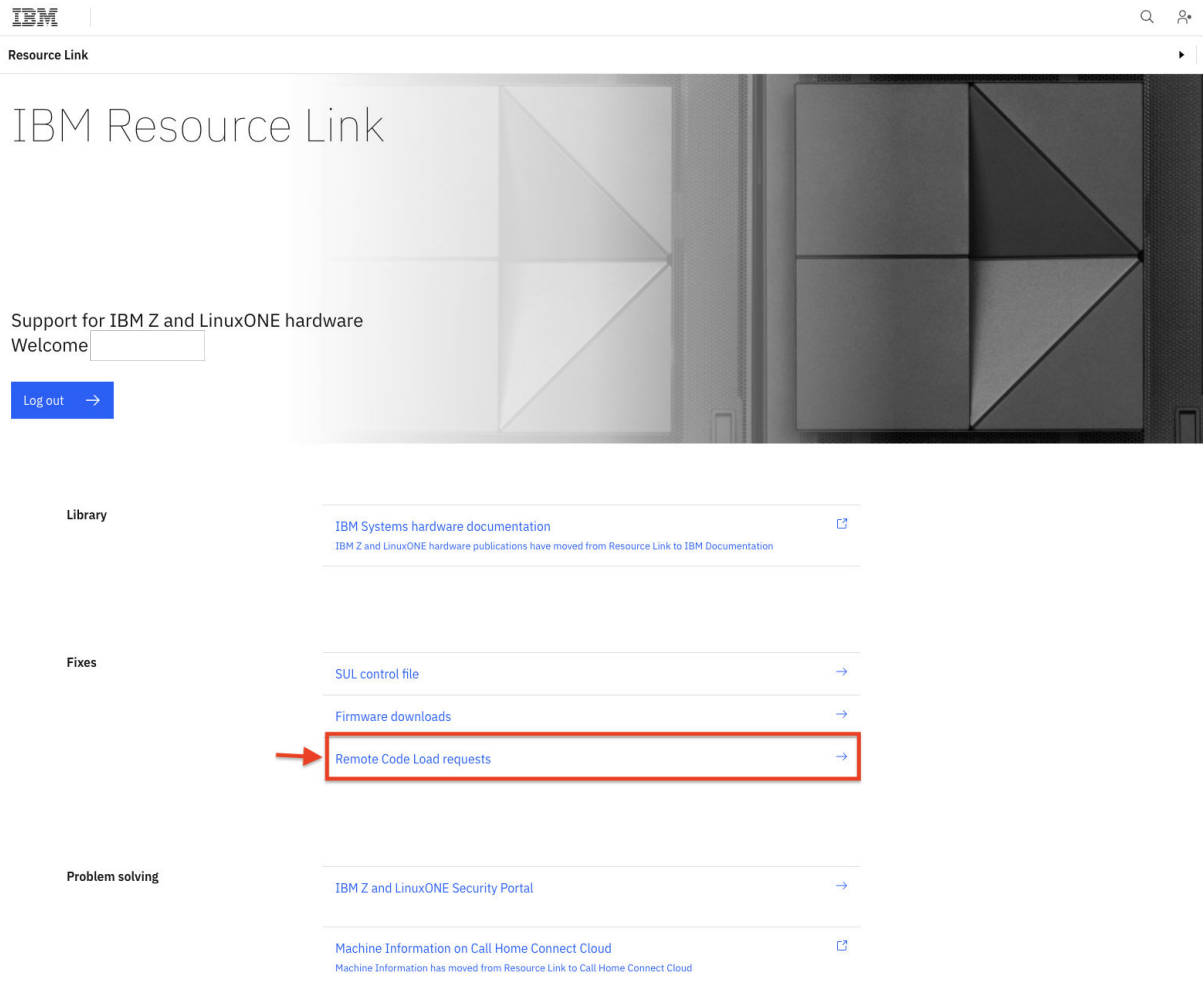 IBM
Resource Link
IBM Resource Link
Support for IBM Z and LinuxONE hardware
Welcome
Log out
Library
IBM Systems hardware documentation
IBM Z and LinuxONE hardware publications have moved from Resource Link to IBM Documentation
Fixes
SUL control file
Firmware downloads
Remote Code Load requests
Problem solving
IBM Z and LinuxONE Security Portal
Machine Information on Call Home Connect Cloud
Machine Information has moved from Resource Link to Call Home Connect Cloud